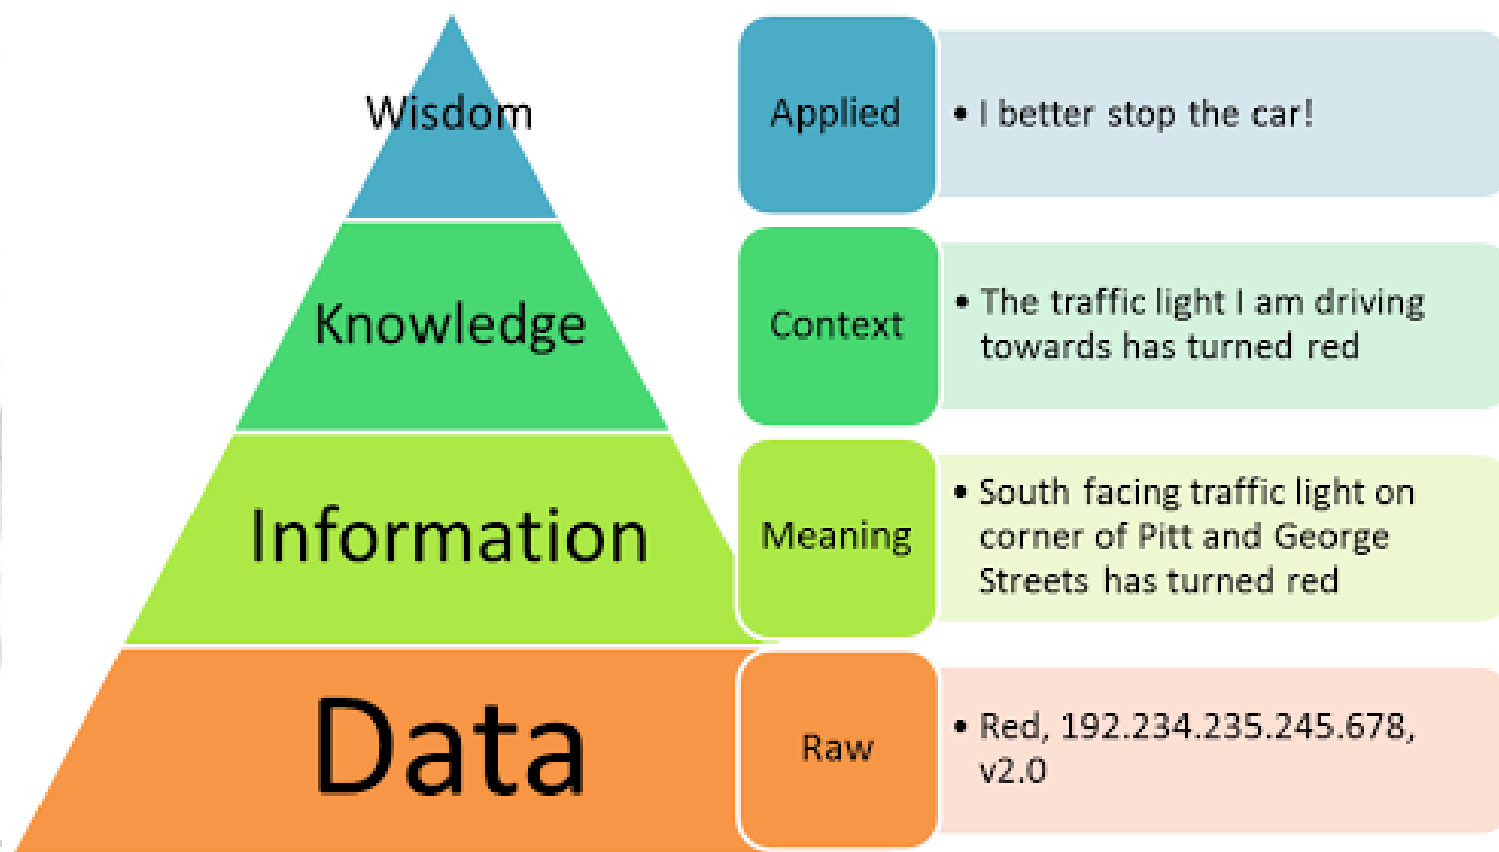 Wisdom
Applied
• I better stop the car!
Knowledge
Context
• The traffic light I am driving
towards has turned red
Information
Meaning
• South facing traffic light on
corner of Pitt and George
Streets has turned red
Data
Raw
• Red, 192.234.235.245.678,
v2.0